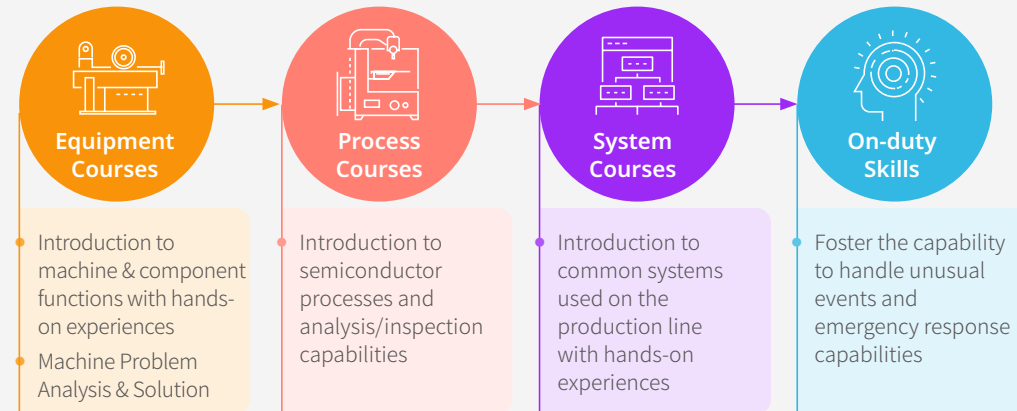 Equipment
Courses
Process
Courses
System
Courses
On-duty
Skills
Introduction to
machine & component
functions with hands-
on experiences
Machine Problem
Analysis & Solution
Introduction to
semiconductor
processes and
analysis/inspection
capabilities
Introduction to
common systems
used on the
production line
with hands-on
experiences
Foster the capability
to handle unusual
events and
emergency response
capabilities